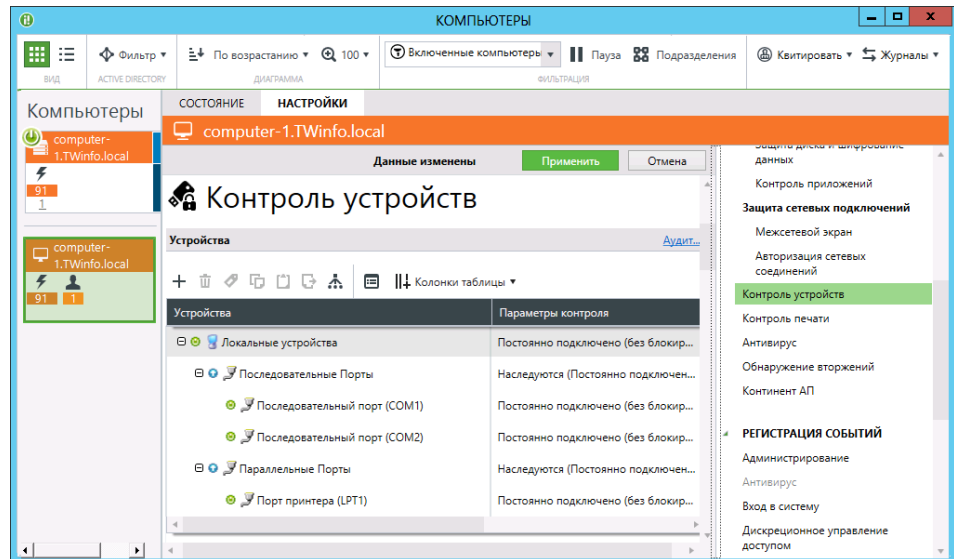 КОМПЬЮТЕРЫ
Фильтр
По возрастанию
100
Включенные компьютеры
Пауза
Подразделения
Квитировать
Журналы
ВИД
ACTIVE DIRECTORY
ДИАГРАММА
ФИЛЬТРАЦИЯ
Компьютеры
computer-
1.TWinfo.local
91
1
computer-
1.TWinfo.local
91
1
СОСТОЯНИЕ
НАСТРОЙКИ
computer-1.TWinfo.local
Данные изменены
Применить
Отмена
Контроль устройств
Устройства
Аудит...
Колонки таблицы
Устройства
Параметры контроля
Локальные устройства
Постоянно подключено (без блокир...
Последовательные Порты
Наследуются (Постоянно подключен...
Последовательный порт (COM1)
Постоянно подключено (без блокир...
Последовательный порт (COM2)
Постоянно подключено (без блокир...
Параллельные Порты
Наследуются (Постоянно подключен...
Порт принтера (LPT1)
Постоянно подключено (без блокир...
Защита диска и шифрование
данных
Контроль приложений
Защита сетевых подключений
Межсетевой экран
Авторизация сетевых
соединений
Контроль устройств
Контроль печати
Антивирус
Обнаружение вторжений
Континент АП
РЕГИСТРАЦИЯ СОБЫТИЙ
Администрирование
Антивирус
Вход в систему
Дискреционное управление
доступом